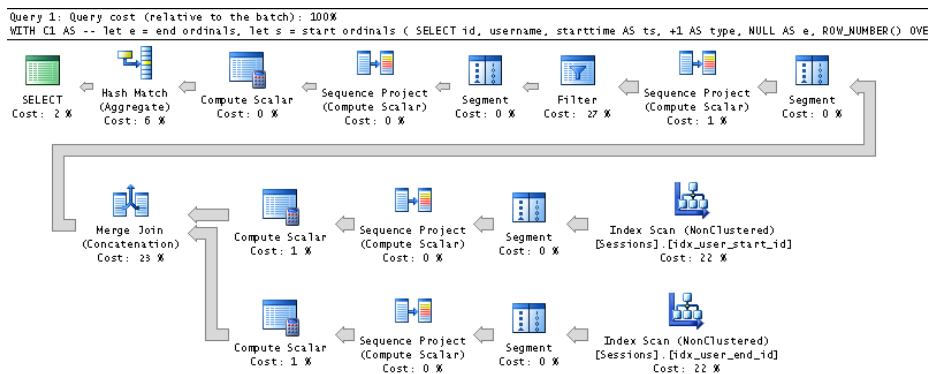 Query 1: Query cost (relative to the batch): 100%
WITH C1 AS -- let e = end ordinals, let s = start ordinals ( SELECT id, username, starttime AS ts, +1 AS type, NULL AS e, ROW_NUMBER() OVE
SELECT
Cost: 2 %
Hash Match
(Aggregate)
Cost: 6 %
Compute Scalar
Cost: 0 %
Sequence Project
(Compute Scalar)
Cost: 0 %
Segment
Cost: 0 %
Filter
Cost: 27 %
Sequence Project
(Compute Scalar)
Cost: 1 %
Segment
Cost: 0 %
Merge Join
(Concatenation)
Cost: 23 %
Compute Scalar
Cost: 1 %
Sequence Project
(Compute Scalar)
Cost: 0 %
Segment
Cost: 0 %
Index Scan (NonClustered)
[Sessions].[idx_user_start_id]
Cost: 22 %
Compute Scalar
Cost: 1 %
Sequence Project
(Compute Scalar)
Cost: 0 %
Segment
Cost: 0 %
Index Scan (NonClustered)
[Sessions].[idx_user_end_id]
Cost: 22 %